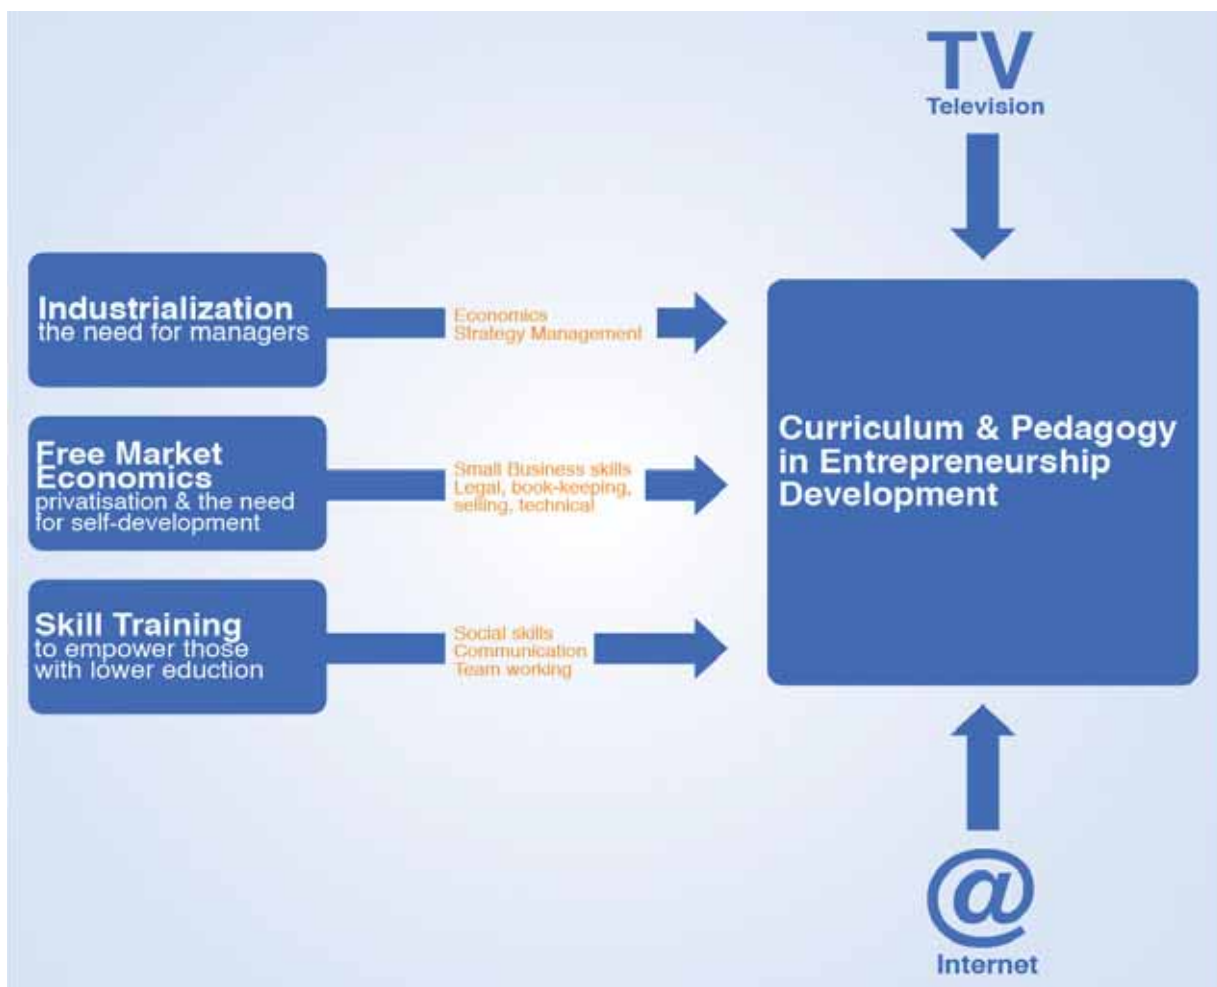 TV
Television
Industrialization
the need for managers
Economics
Strategy Management
Free Market
Economics
privatisation & the need
for self-development
Small Business skills
Legal, book-keeping,
selling, technical
Skill Training
to empower those
with lower eduction
Social skills
Communication
Team working
Curriculum & Pedagogy
in Entrepreneurship
Development
@
Internet